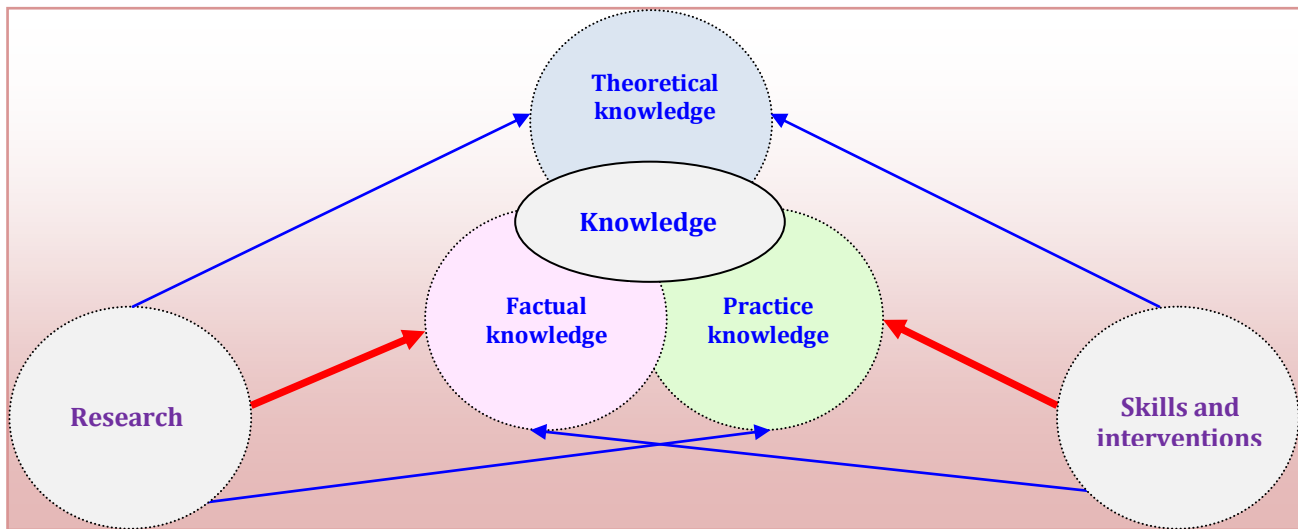 Theoretical
knowledge
Knowledge
Factual
knowledge
Practice
knowledge
Research
Skills and
interventions